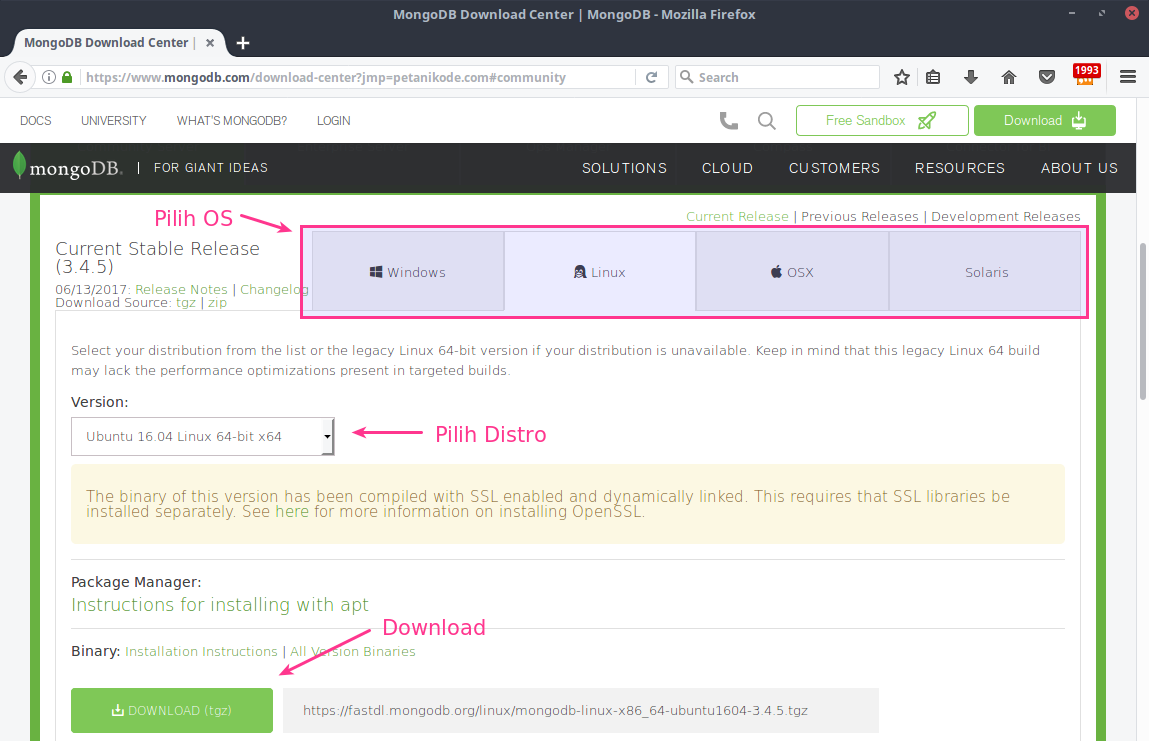 MongoDB Download Center | MongoDB - Mozilla Firefox
MongoDB Download Center |
https://www.mongodb.com/download-center?jmp=petanikode.com#community
Search
1993
DOCS
UNIVERSITY
WHAT'S MONGODB?
LOGIN
Free Sandbox
Download
mongoDB.
FOR GIANT IDEAS
SOLUTIONS
CLOUD
CUSTOMERS
RESOURCES
ABOUT US
Pilih OS
Current Release | Previous Releases | Development Releases
Current Stable Release
(3.4.5)
06/13/2017: Release Notes | Changelog
Download Source: tgz | zip
Windows
Linux
OSX
Solaris
Select your distribution from the list or the legacy Linux 64-bit version if your distribution is unavailable. Keep in mind that this legacy Linux 64 build
may lack the performance optimizations present in targeted builds.
Version:
Ubuntu 16.04 Linux 64-bit x64
Pilih Distro
The binary of this version has been compiled with SSL enabled and dynamically linked. This requires that SSL libraries be
installed separately. See here for more information on installing OpenSSL.
Package Manager:
Instructions for installing with apt
Download
Binary: Installation Instructions | All Version Binaries
DOWNLOAD (tgz)
https://fastdl.mongodb.org/linux/mongodb-linux-x86_64-ubuntu1604-3.4.5.tgz